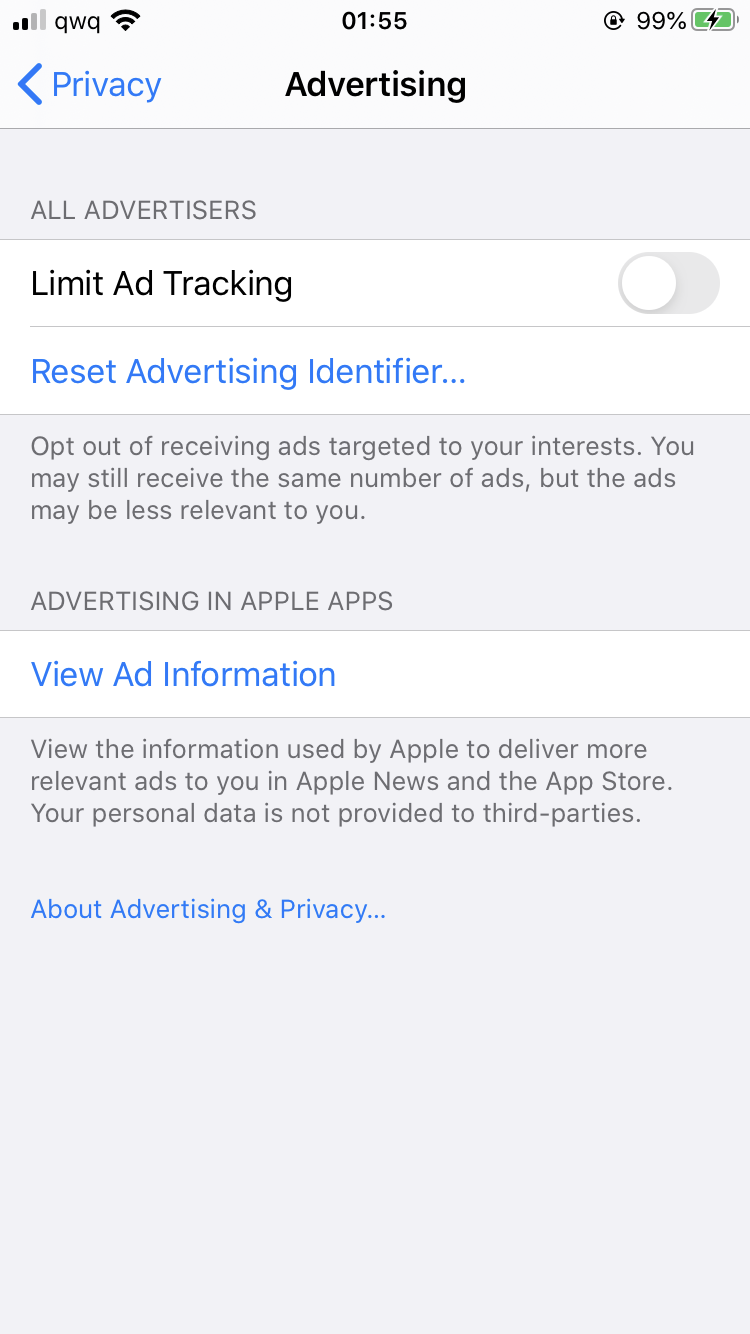 qwq 01:55 99%
Privacy Advertising
ALL ADVERTISERS
Limit Ad Tracking
Reset Advertising Identifier...
Opt out of receiving ads targeted to your interests. You
may still receive the same number of ads, but the ads
may be less relevant to you.
ADVERTISING IN APPLE APPS
View Ad Information
View the information used by Apple to deliver more
relevant ads to you in Apple News and the App Store.
Your personal data is not provided to third-parties.
About Advertising & Privacy...